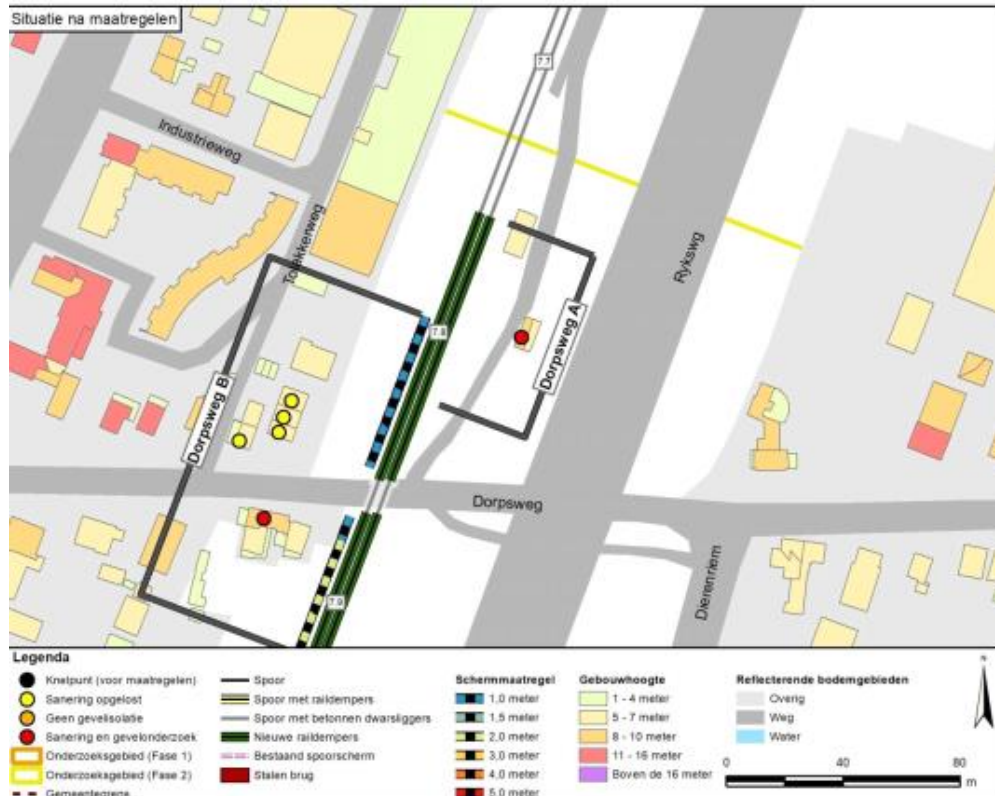 Situatie na maatregelen
7.7
Industrieweg
Tolakkerweg
Ryksweg
7.8
Dorpsweg A
Dorpsweg B
Dorpsweg
Dierenriem
7.9
Legenda
Knelpunt (voor maatregelen)
Sanering opgelost
Geen gevelisolatie
Sanering en gevelonderzoek
Onderzoeksgebied (Fase 1)
Onderzoeksgebied (Fase 2)
Gemeentegrens
Spoor
Spoor met raildempers
Spoor met betonnen dwarsliggers
Nieuwe raildempers
Bestaand spoorscherm
Stalen brug
Schermmaatregel
1,0 meter
1,5 meter
2,0 meter
3,0 meter
4,0 meter
5,0 meter
Gebouwhoogte
1 - 4 meter
5 - 7 meter
8 - 10 meter
11 - 16 meter
Boven de 16 meter
Reflecterende bodemgebieden
Overig
Weg
Water
N
0 40 80
m